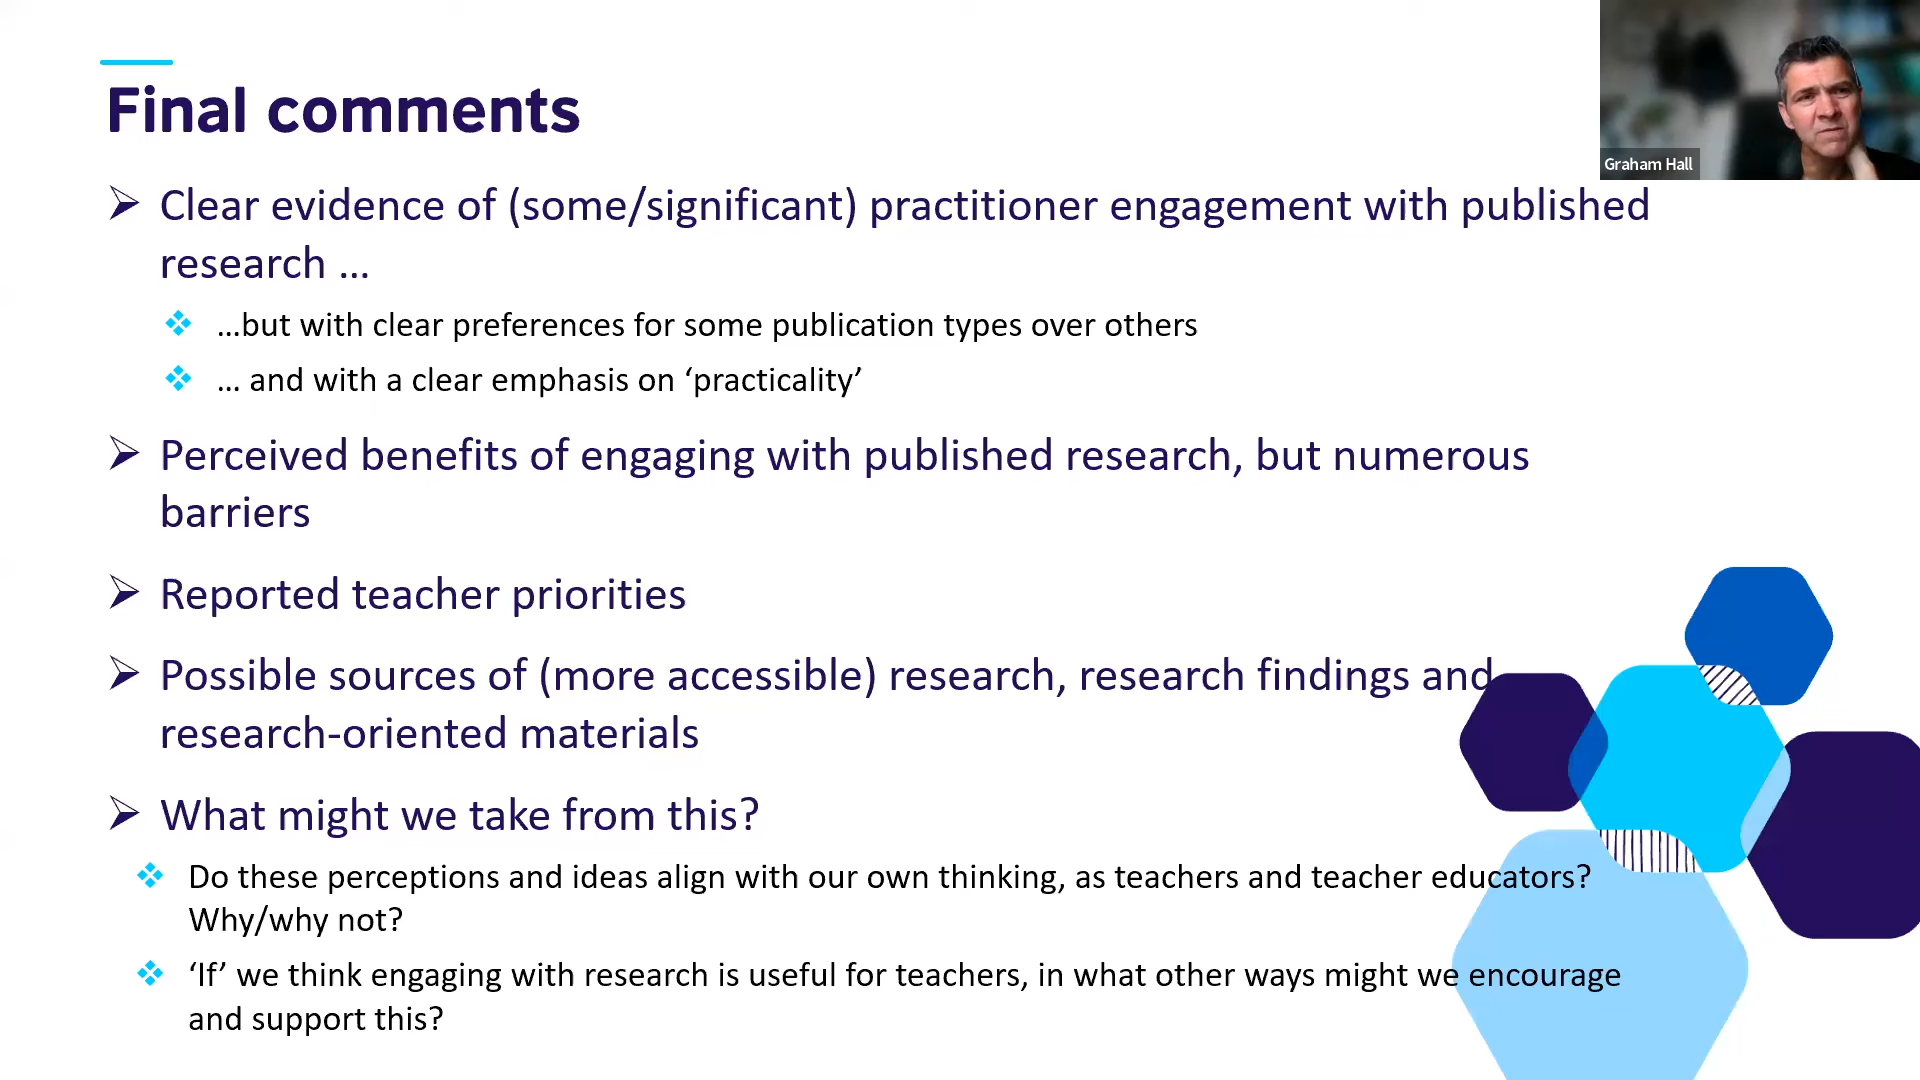 Final comments
Graham Hall
Clear evidence of (some/significant) practitioner engagement with published
research …
…but with clear preferences for some publication types over others
… and with a clear emphasis on ‘practicality’
Perceived benefits of engaging with published research, but numerous
barriers
Reported teacher priorities
Possible sources of (more accessible) research, research findings and
research-oriented materials
What might we take from this?
Do these perceptions and ideas align with our own thinking, as teachers and teacher educators?
Why/why not?
‘If’ we think engaging with research is useful for teachers, in what other ways might we encourage
and support this?